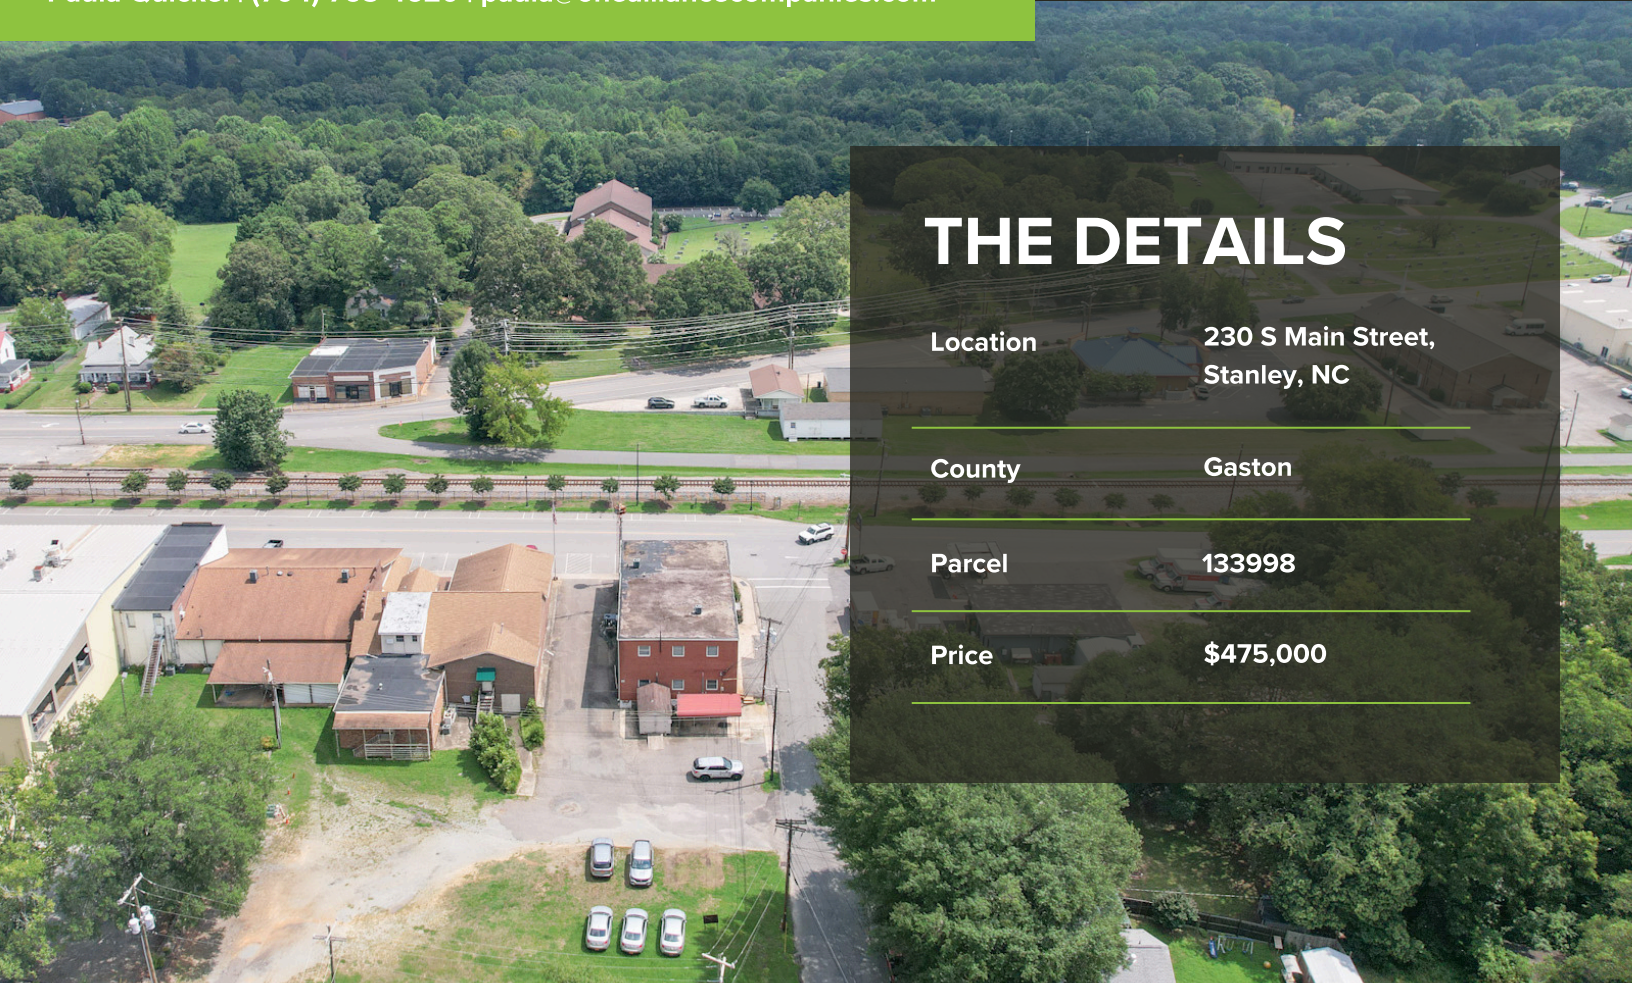 THE DETAILS
Location
230 S Main Street,
Stanley, NC
County
Gaston
Parcel
133998
Price
$475,000